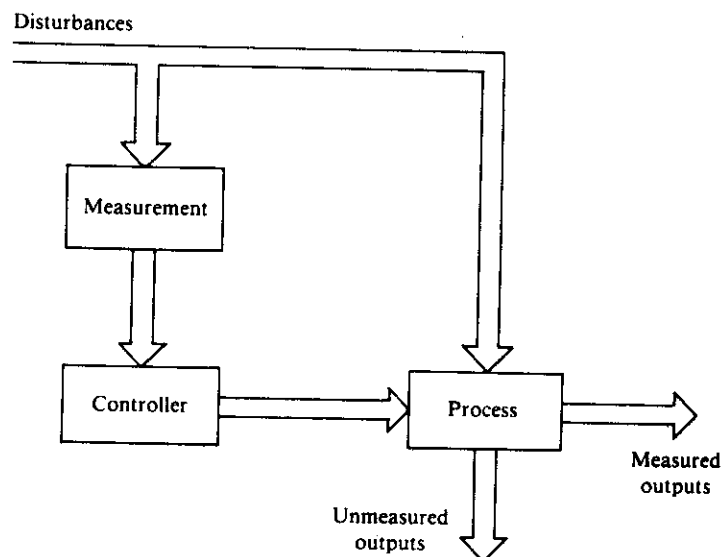 Disturbances
Measurement
Controller
Process
Measured
outputs
Unmeasured
outputs